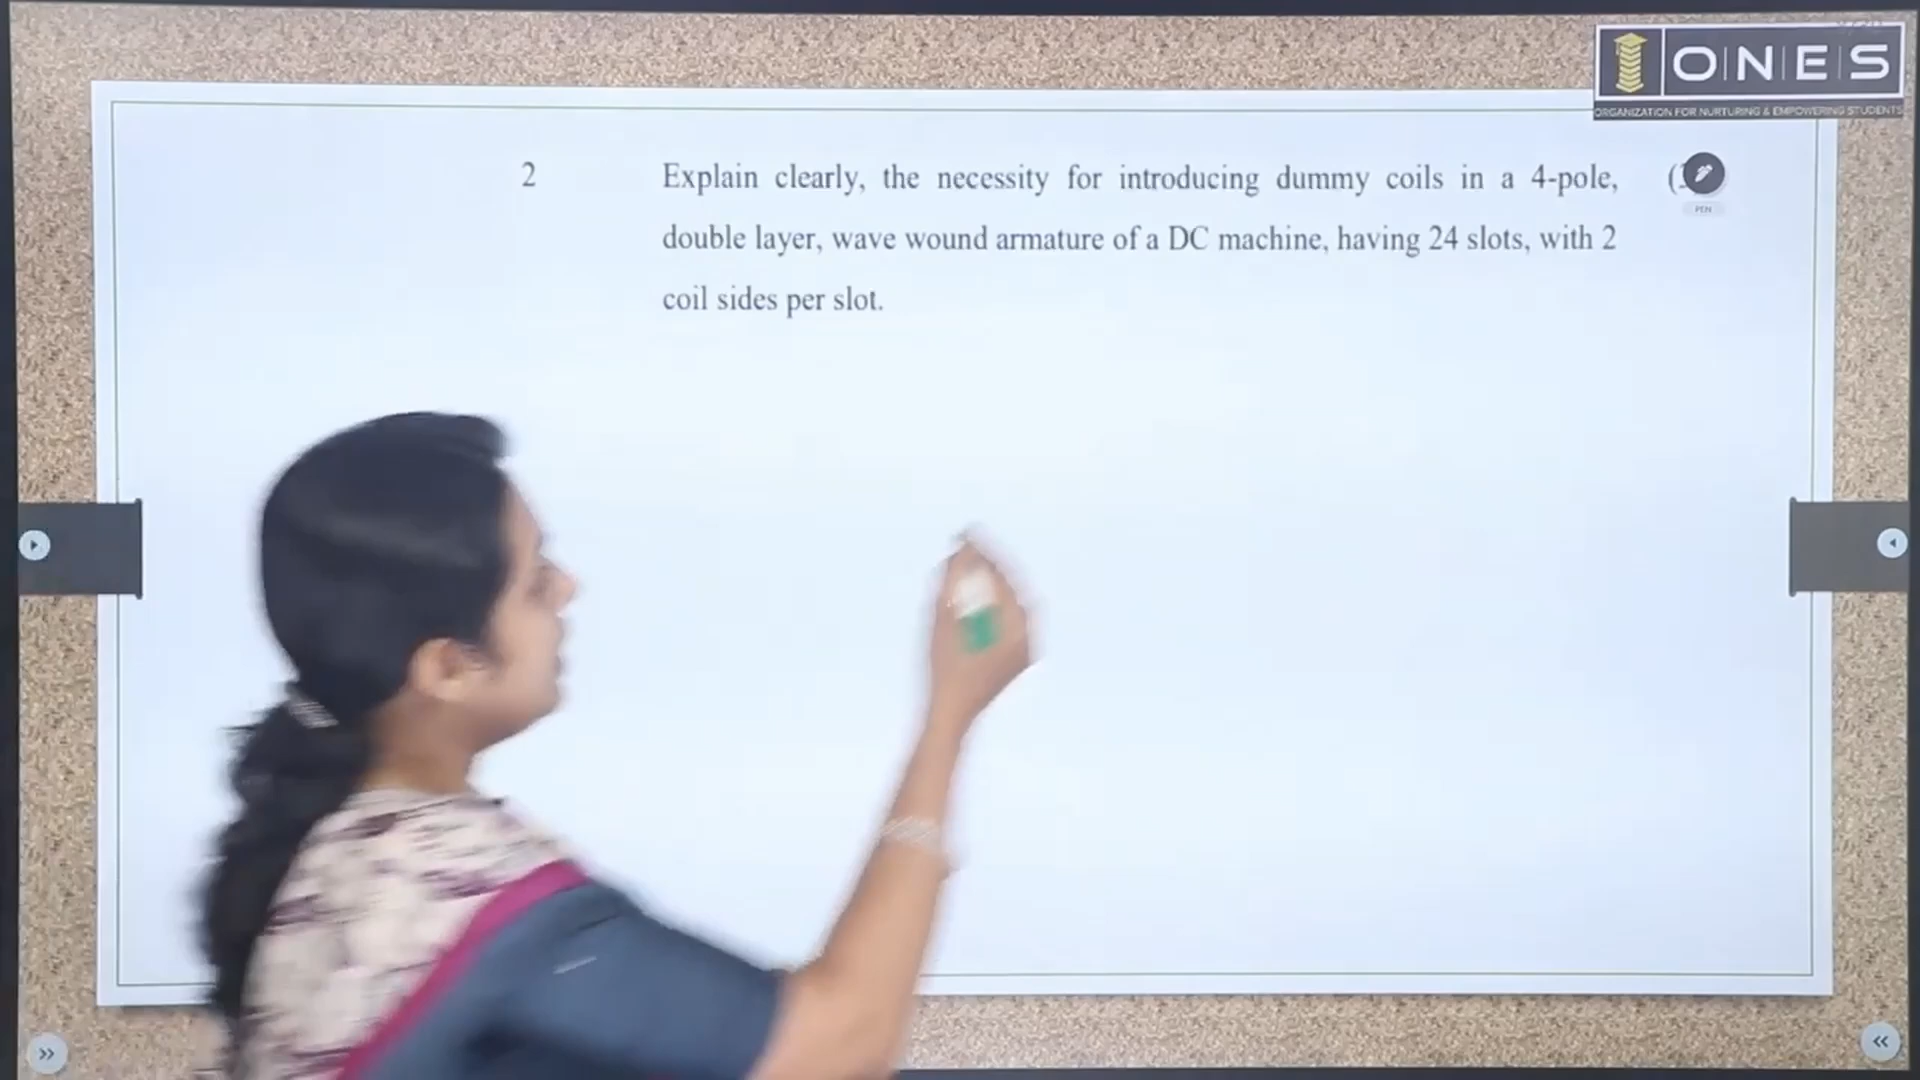 ONES
ORGANIZATION FOR NURTURING & EMPOWERING STUDENTS
2 Explain clearly, the necessity for introducing dummy coils in a 4-pole,
PEN
double layer, wave wound armature of a DC machine, having 24 slots, with 2
coil sides per slot.